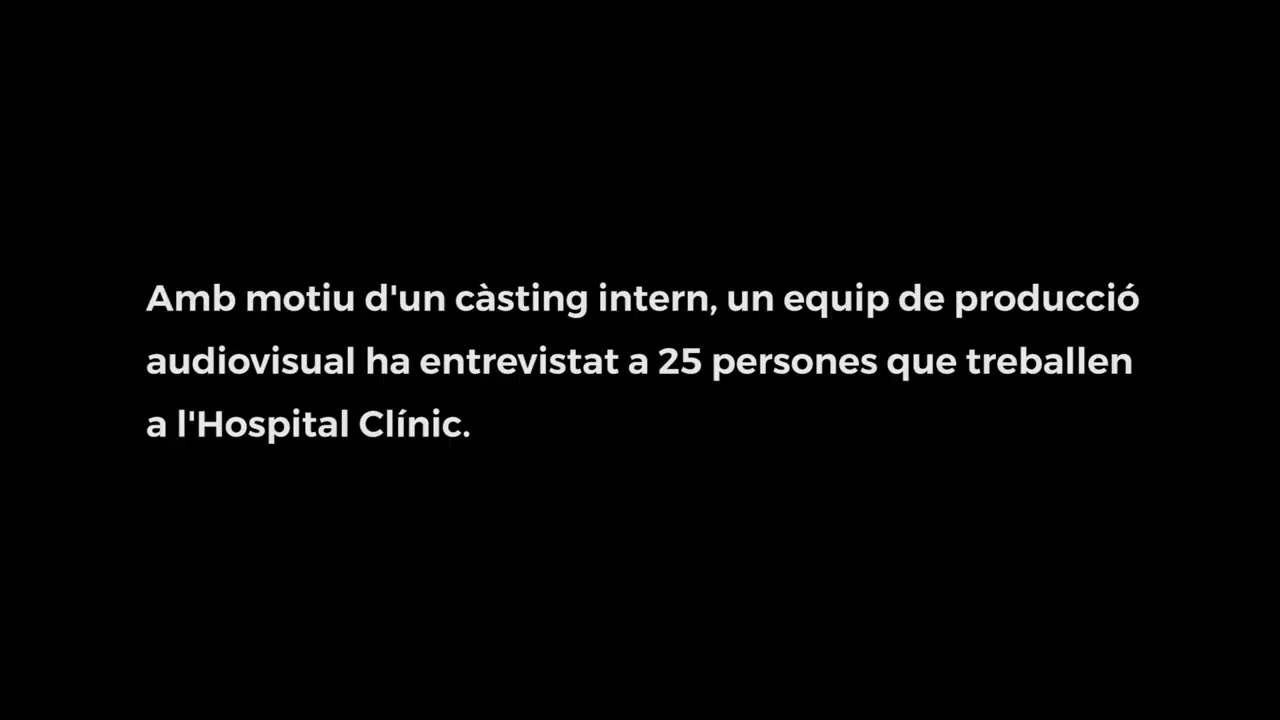 Amb motiu d'un càsting intern, un equip de producció
audiovisual ha entrevistat a 25 persones que treballen
a l'Hospital Clínic.